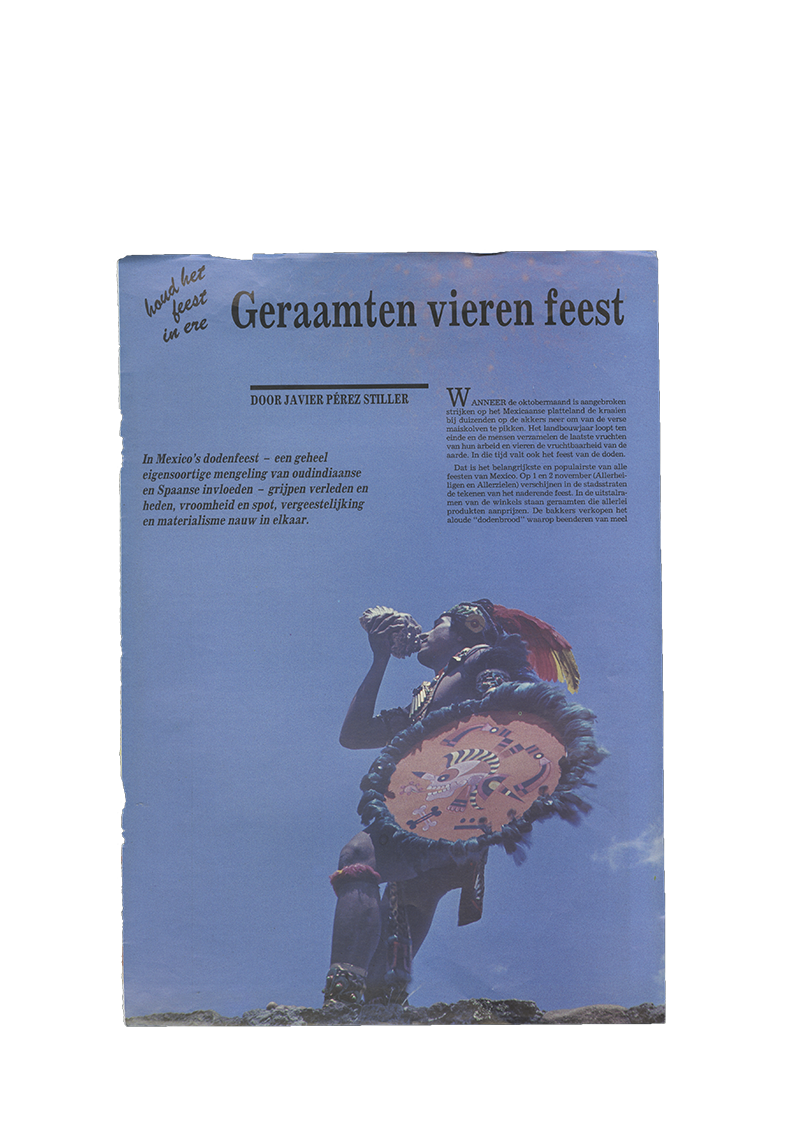 houd het
feest
in ere
Geraamten vieren feest
DOOR JAVIER PÉREZ STILLER
In Mexico's dodenfeest – een geheel
eigensoortige mengeling van oudindiaanse
en Spaanse invloeden – grijpen verleden en
heden, vroomheid en spot, vergeestelijking
en materialisme nauw in elkaar.
WANNEER de oktobermaand is aangebroken
strijken op het Mexicaanse platteland de kraaien
bij duizenden op de akkers neer om van de verse
maiskolven te pikken. Het landbouwjaar loopt ten
einde en de mensen verzamelen de laatste vruchten
van hun arbeid en vieren de vruchtbaarheid van de
aarde. In die tijd valt ook het feest van de doden.
Dat is het belangrijkste en populairste van alle
feesten van Mexico. Op 1 en 2 november (Allerhei-
ligen en Allerzielen) verschijnen in de stadsstraten
de tekenen van het naderende feest. In de uitstalra-
men van de winkels staan geraamten die allerlei
produkten aanprijzen. De bakkers verkopen het
aloude "dodenbrood" waarop beenderen van meel